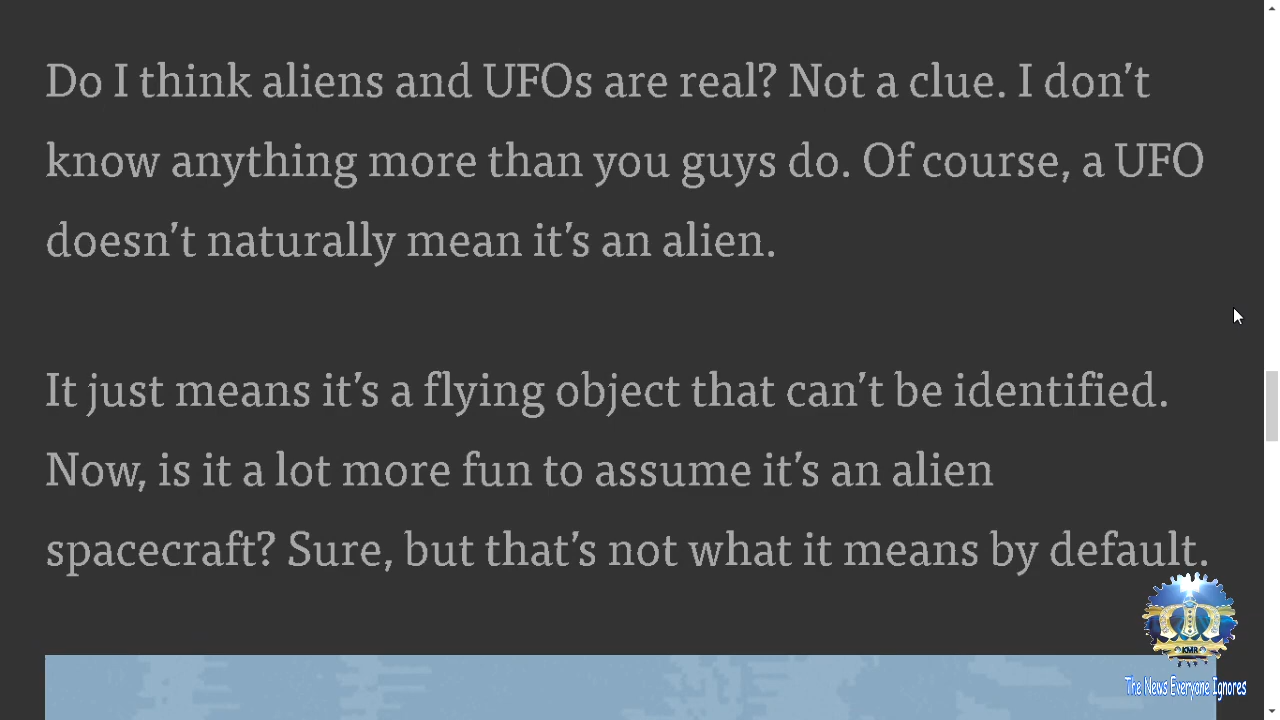 Do I think aliens and UFOs are real? Not a clue. I don't
know anything more than you guys do. Of course, a UFO
doesn't naturally mean it's an alien.
It just means it's a flying object that can't be identified.
Now, is it a lot more fun to assume it's an alien
spacecraft? Sure, but that's not what it means by default.
KMR
The News Everyone Ignores